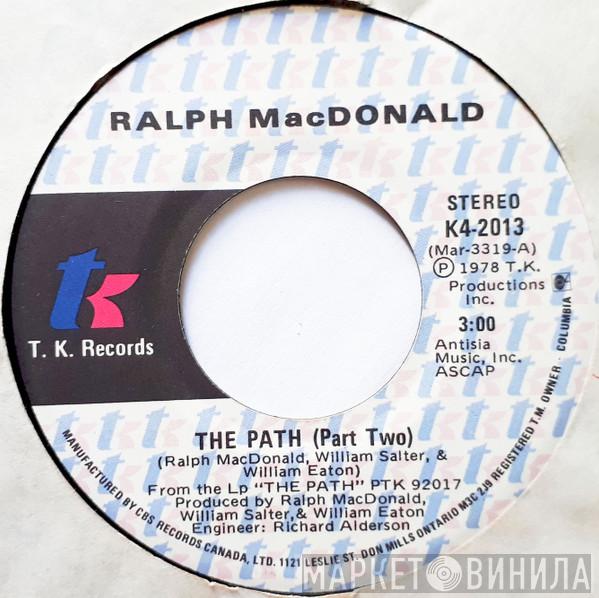 RALPH MacDONALD
STEREO
K4-2013
(Mar-3319-A)
Ⓟ 1978 T.K.
Productions
Inc.
3:00
Antisia
Music, Inc.
ASCAP
tk
T. K. Records
THE PATH (Part Two)
(Ralph MacDonald, William Salter, &
William Eaton)
From the Lp "THE PATH" PTK 92017
Produced by Ralph MacDonald,
William Salter,& William Eaton
Engineer: Richard Alderson
MANUFACTURED BY CBS RECORDS CANADA, LTD. 1121 LESLIE ST. DON MILLS ONTARIO M3C 2J9 REGISTERED T.M. OWNER · COLUMBIA
МАРКЕТ ВИНИЛА